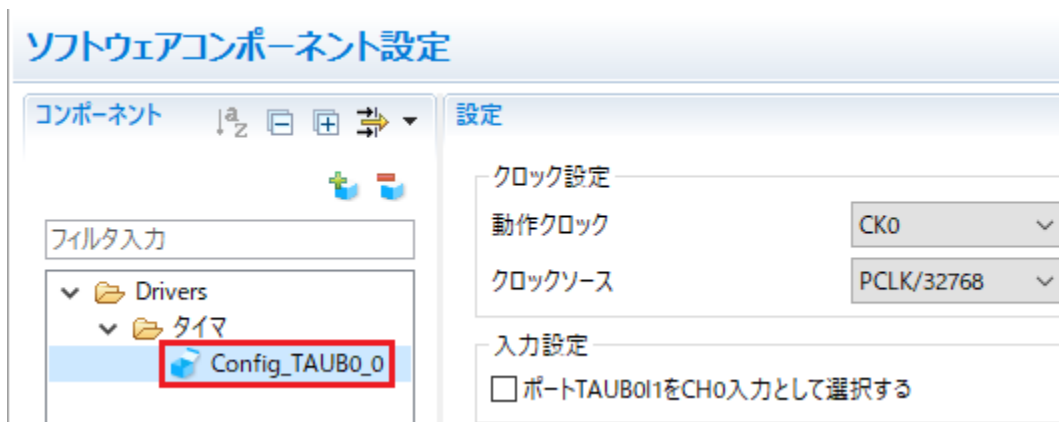 ソフトウェアコンポーネント設定
コンポーネント
設定
フィルタ入力
Drivers
タイマ
Config_TAUB0_0
クロック設定
動作クロック CK0
クロックソース PCLK/32768
入力設定
ポートTAUB0I1をCH0入力として選択する